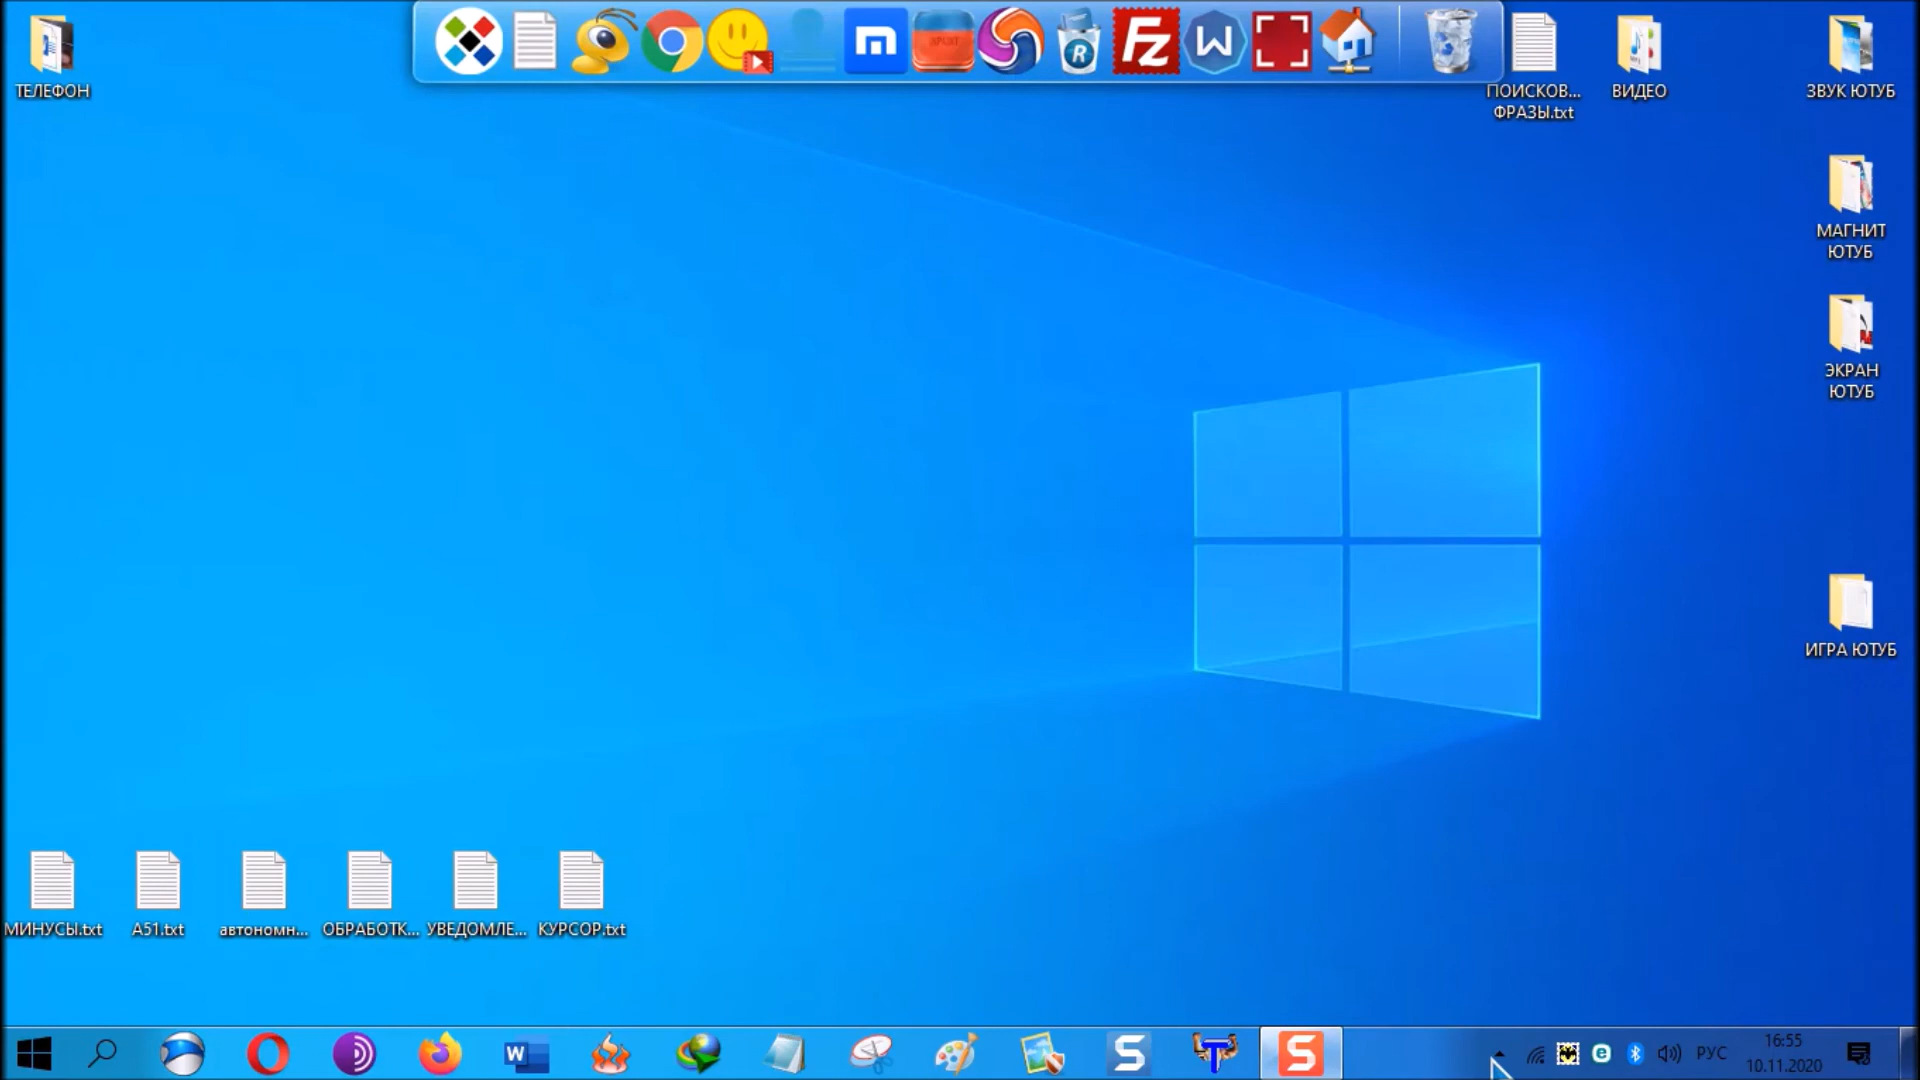 ТЕЛЕФОН
ПОИСКОВ...
ФРАЗЫ.txt
ВИДЕО
ЗВУК ЮТУБ
МАГНИТ
ЮТУБ
ЭКРАН
ЮТУБ
ИГРА ЮТУБ
МИНУСЫ.txt
A51.txt
автономн...
ОБРАБОТК...
УВЕДОМЛЕ...
КУРСОР.txt
РУС
16:55
10.11.2020